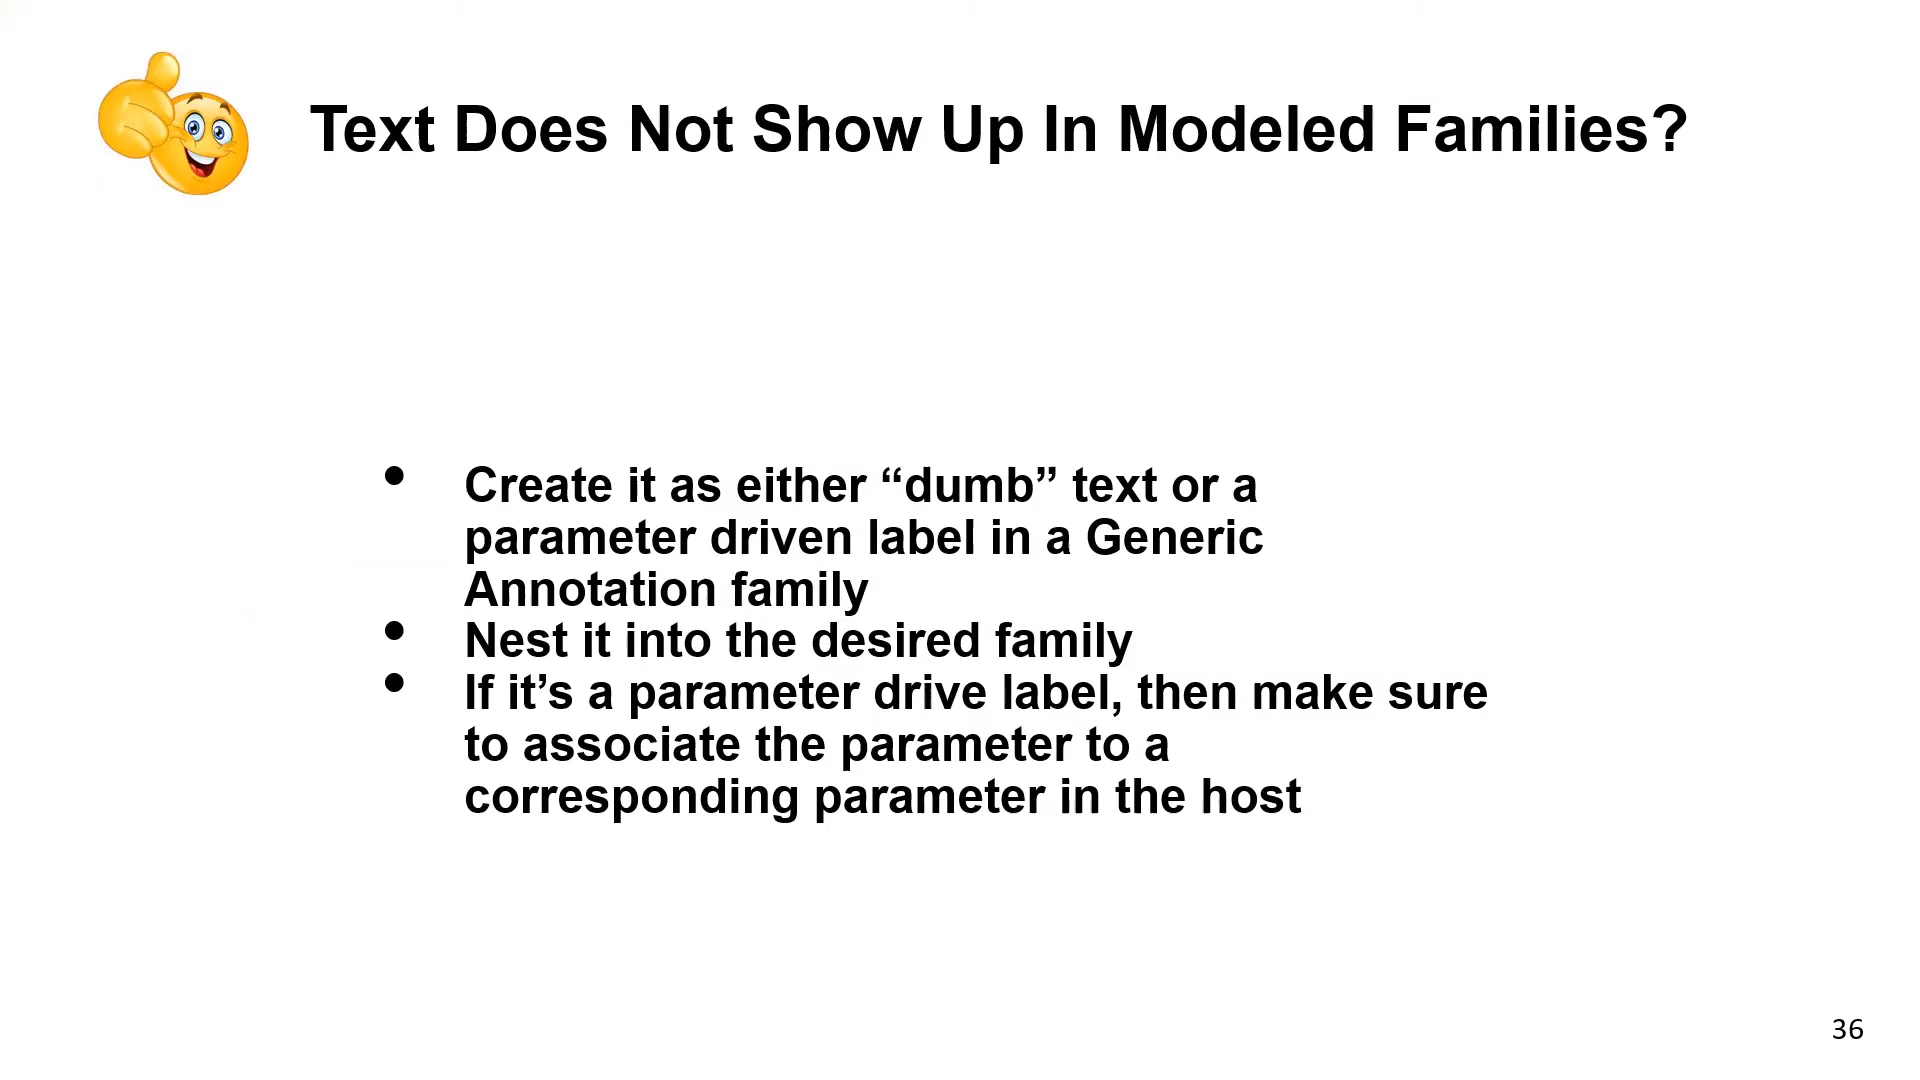 Text Does Not Show Up In Modeled Families?
• Create it as either “dumb” text or a
parameter driven label in a Generic
Annotation family
• Nest it into the desired family
• If it’s a parameter drive label, then make sure
to associate the parameter to a
corresponding parameter in the host
36